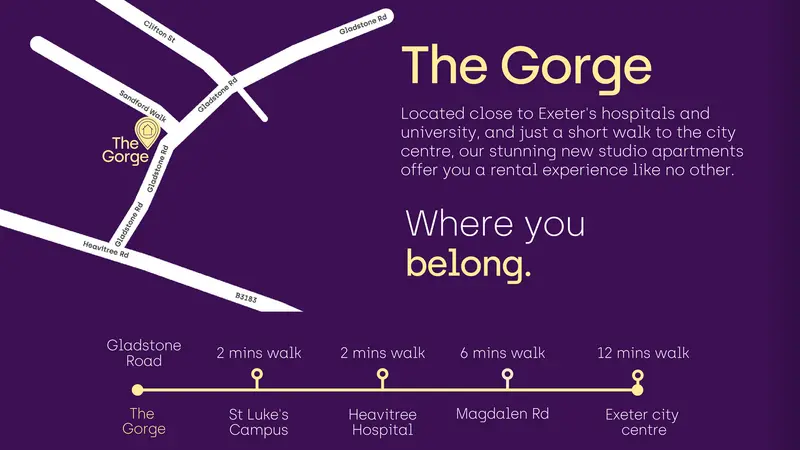 Clifton St
Gladstone Rd
Gladstone Rd
Sandford Walk
The
Gorge
Gladstone Rd
Gladstone Rd
Heavitree Rd
B3183
The Gorge
Located close to Exeter's hospitals and
university, and just a short walk to the city
centre, our stunning new studio apartments
offer you a rental experience like no other.
Where you
belong.
Gladstone
Road
2 mins walk
2 mins walk
6 mins walk
12 mins walk
The
Gorge
St Luke's
Campus
Heavitree
Hospital
Magdalen Rd
Exeter city
centre